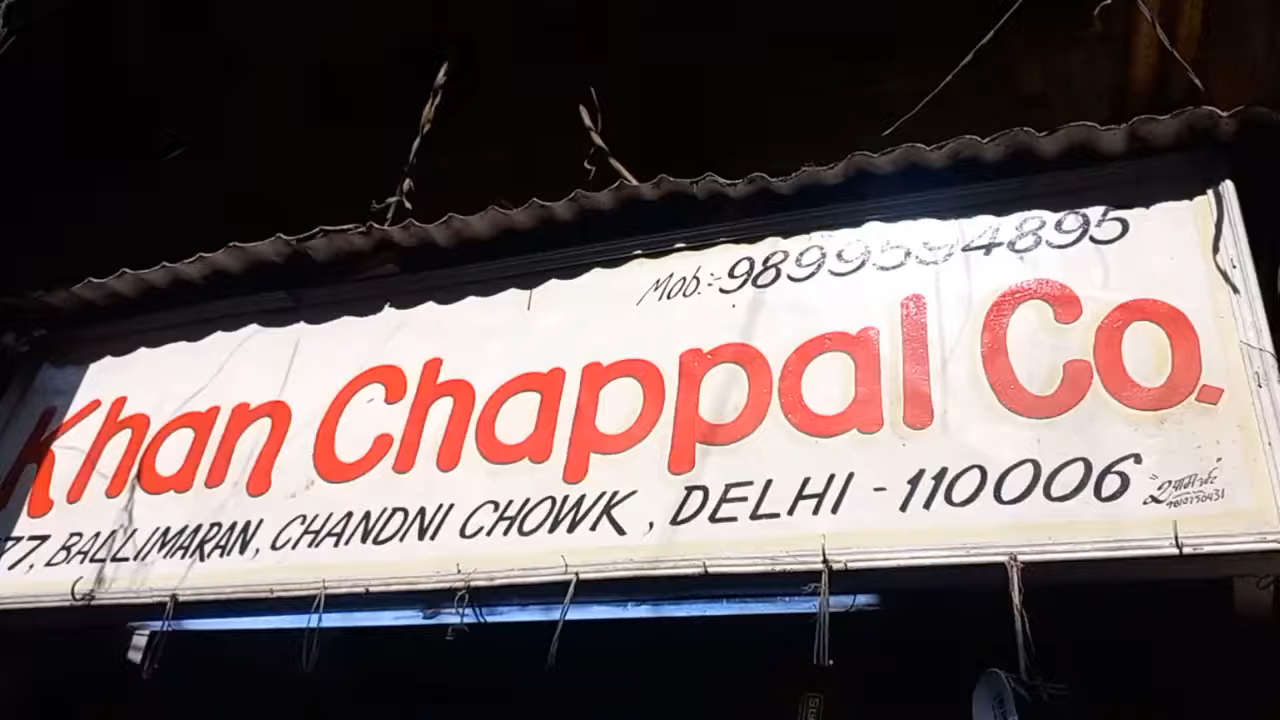 Mob.:-9899594895
Khan Chappal Co.
77, BALLIMARAN, CHANDNI CHOWK, DELHI - 110006